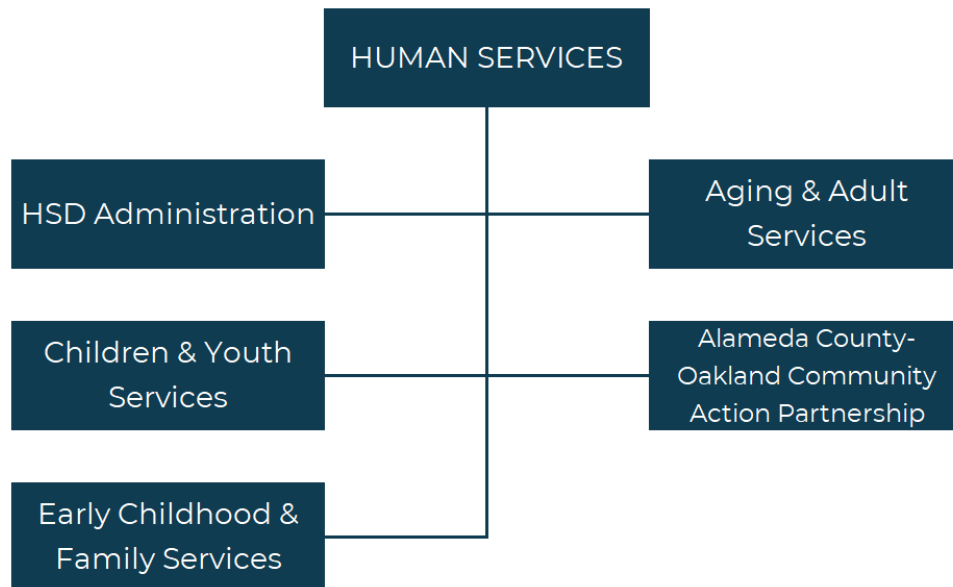 HUMAN SERVICES
HSD Administration
Aging & Adult
Services
Children & Youth
Services
Alameda County-
Oakland Community
Action Partnership
Early Childhood &
Family Services